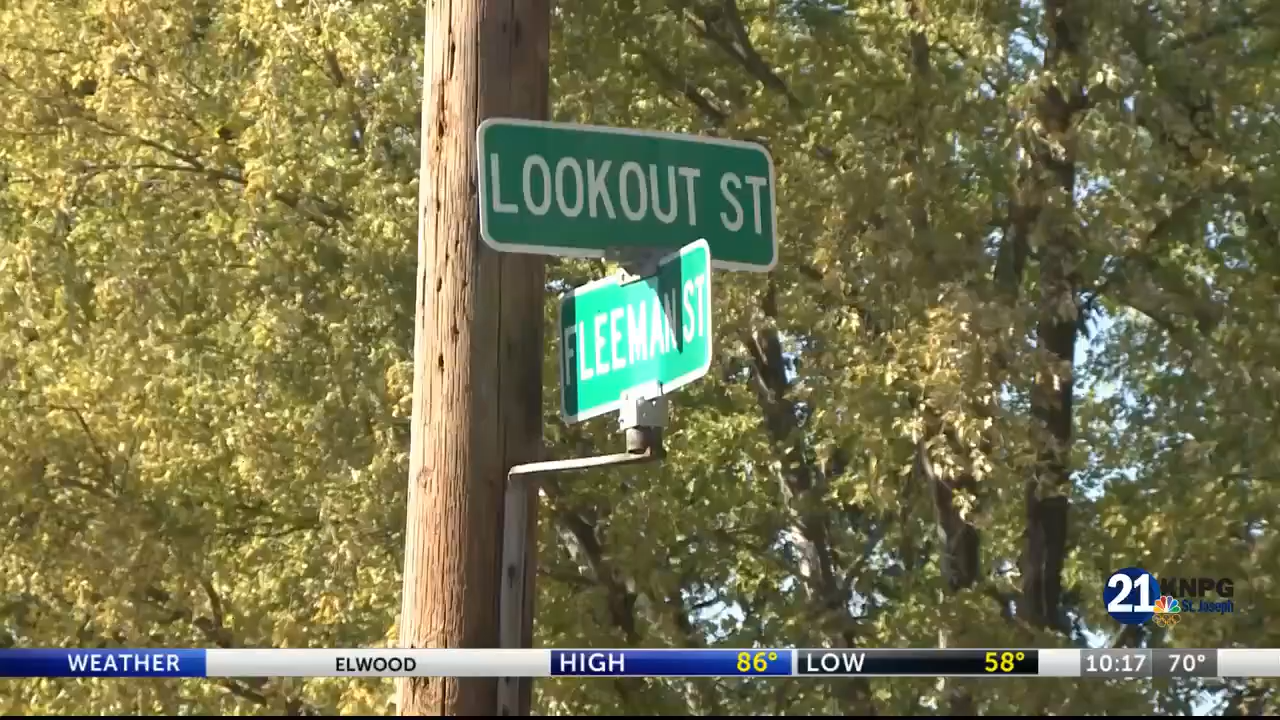 LOOKOUT ST
FLEEMAN ST
21 KNPG
St. Joseph
WEATHER ELWOOD HIGH 86° LOW 58° 10:17 70°